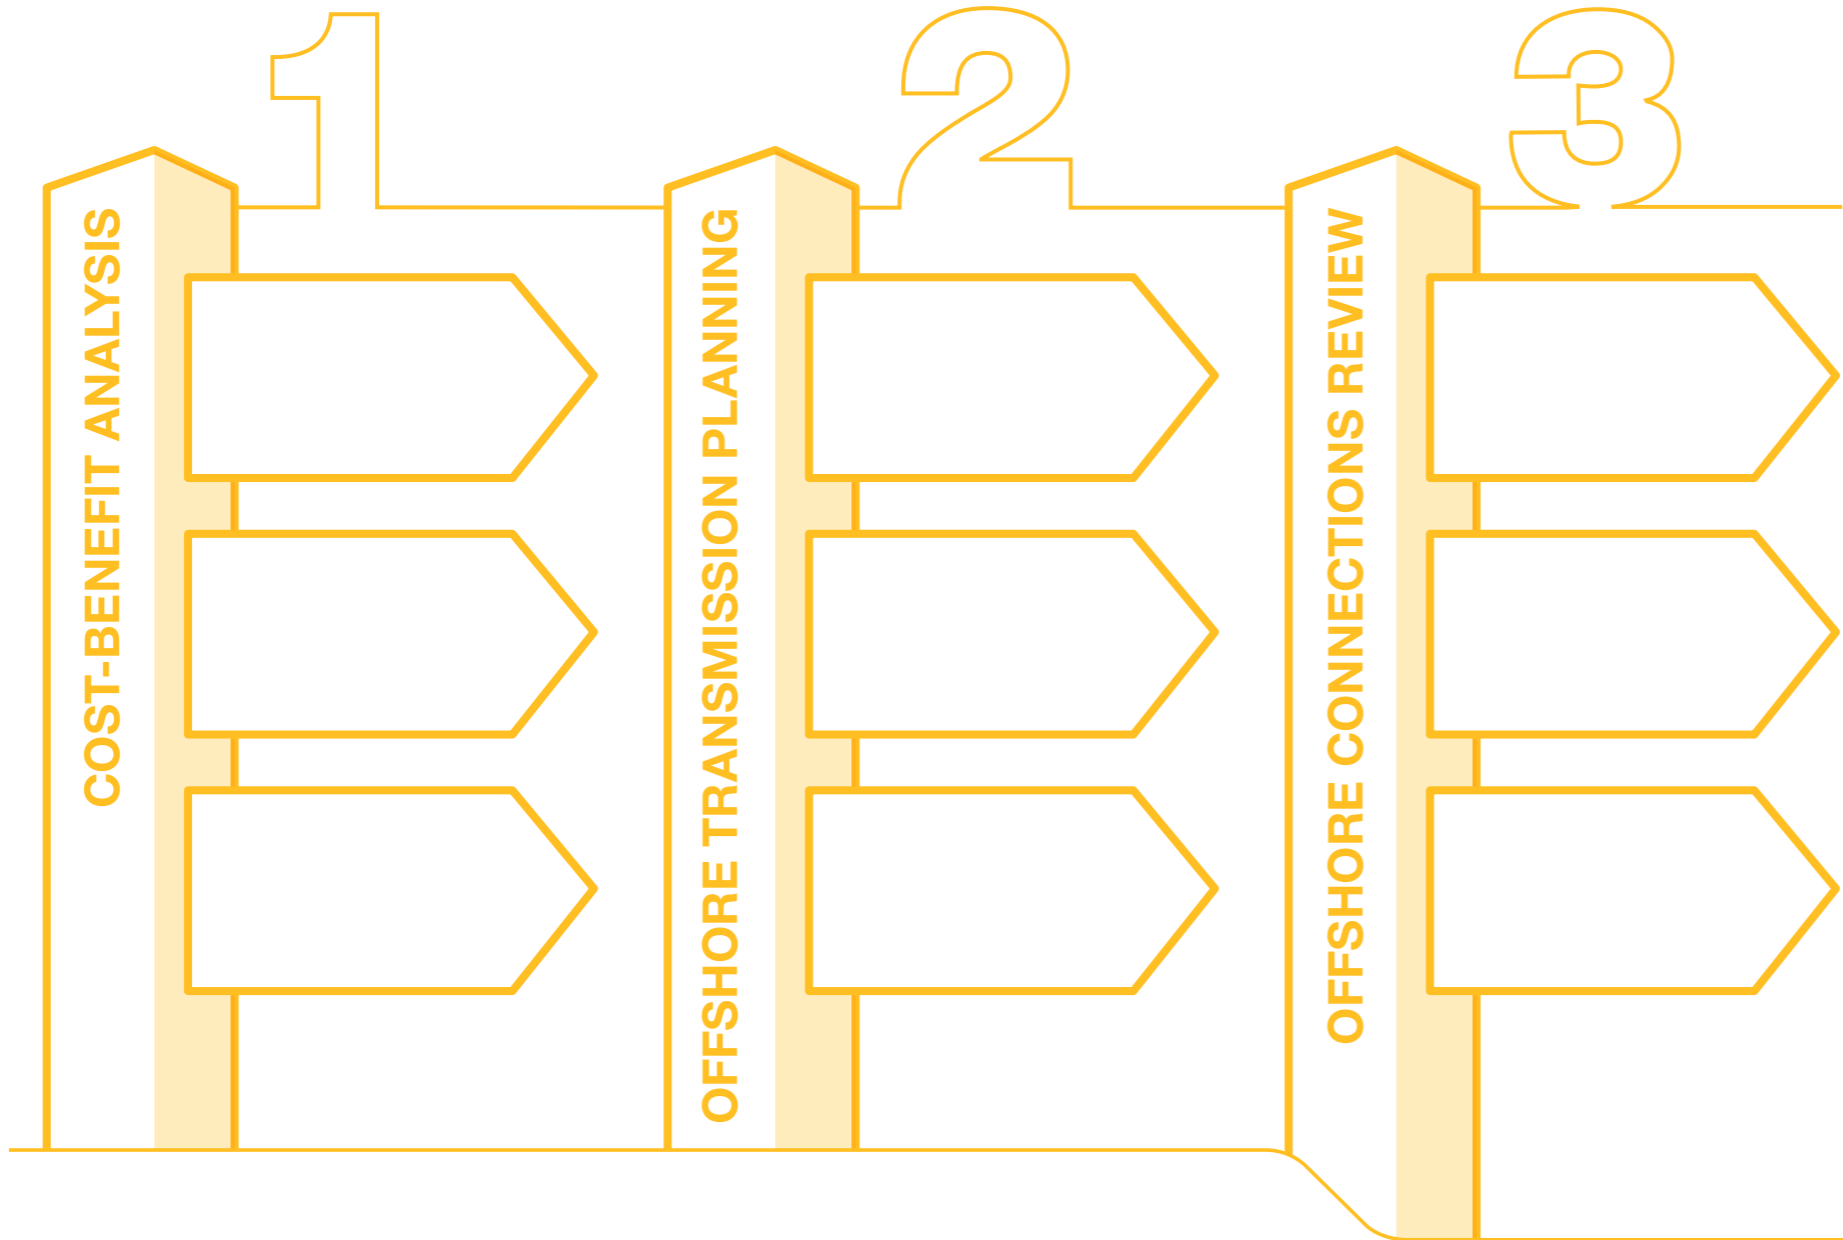 1
COST-BENEFIT ANALYSIS
2
OFFSHORE TRANSMISSION PLANNING
3
OFFSHORE CONNECTIONS REVIEW